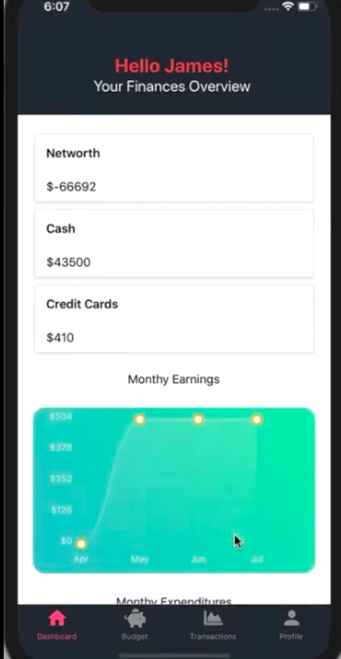 6:07
Hello James!
Your Finances Overview
Networth
$-66692
Cash
$43500
Credit Cards
$410
Monthy Earnings
$504
$378
$252
$126
$0
Apr May Jun Jul
Monthy Expenditures
Dashboard Budget Transactions Profile